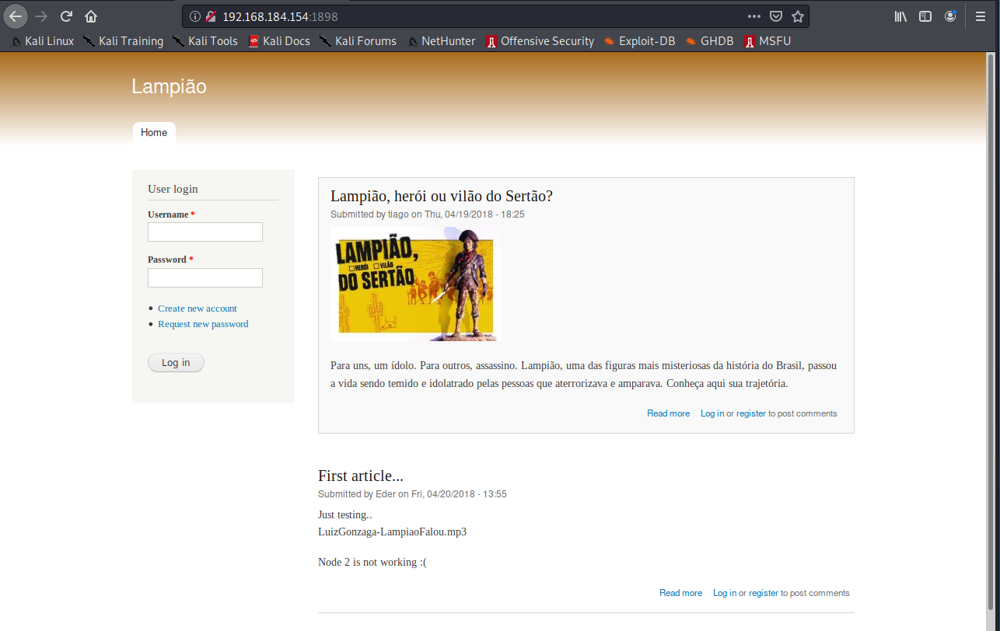 192.168.184.154:1898
Kali Linux Kali Training Kali Tools Kali Docs Kali Forums NetHunter Offensive Security Exploit-DB GHDB MSFU
Lampião
Home
User login
Username *
Password *
Create new account
Request new password
Log in
Lampião, herói ou vilão do Sertão?
Submitted by tiago on Thu, 04/19/2018 - 18:25
LAMPIÃO,
HERÓI VILÃO
DO SERTÃO
Para uns, um ídolo. Para outros, assassino. Lampião, uma das figuras mais misteriosas da história do Brasil, passou
a vida sendo temido e idolatrado pelas pessoas que aterrorizava e amparava. Conheça aqui sua trajetória.
Read more Log in or register to post comments
First article...
Submitted by Eder on Fri, 04/20/2018 - 13:55
Just testing..
LuizGonzaga-LampiaoFalou.mp3
Node 2 is not working :(
Read more Log in or register to post comments